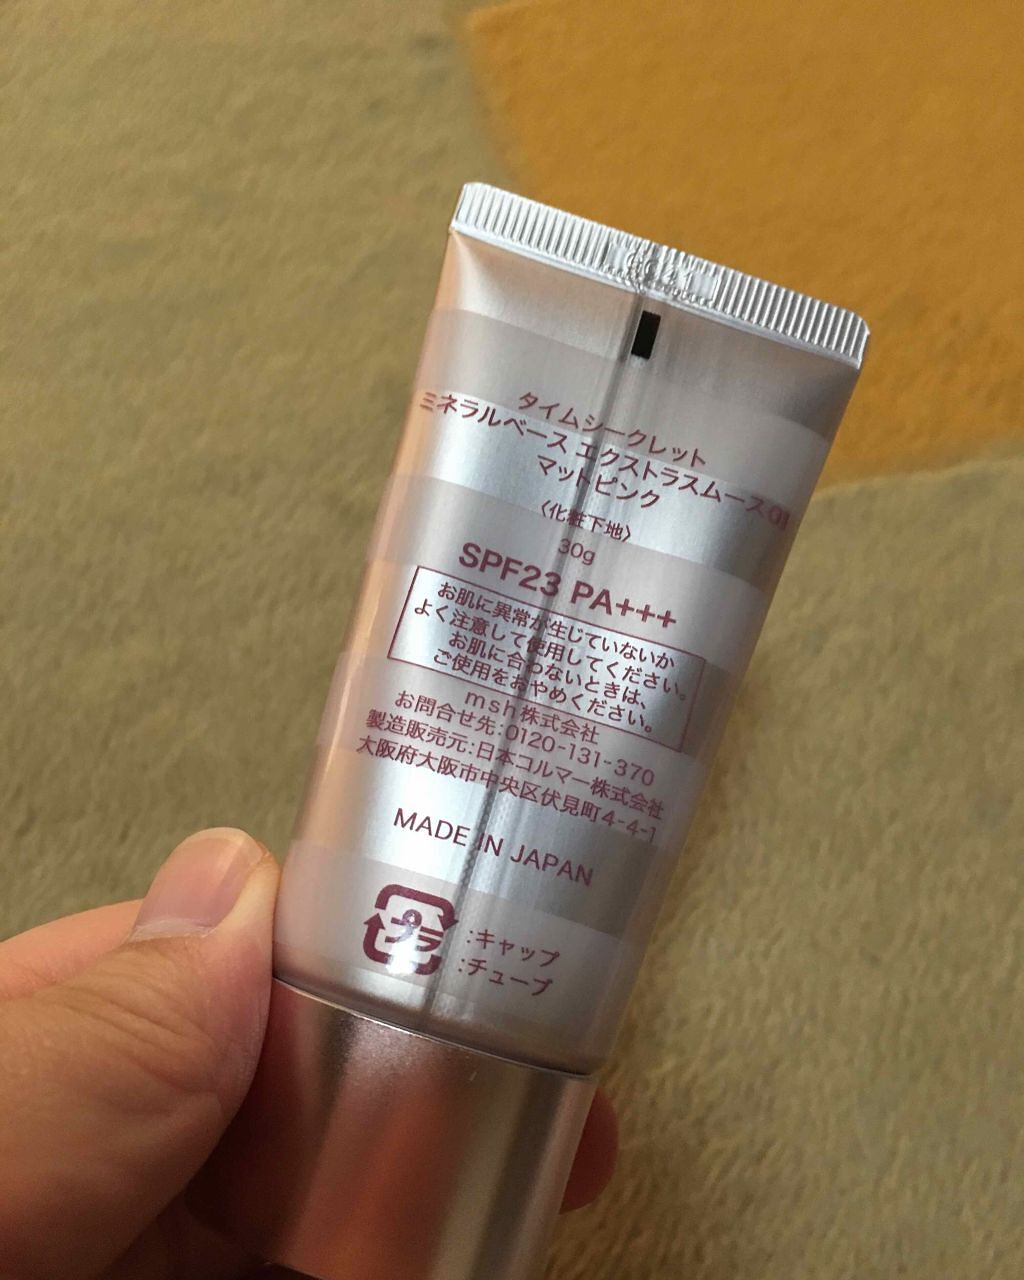 タイムシークレット
ミネラルベース エクストラスムース01
マットピンク
〈化粧下地〉
30g
SPF23 PA+++
お肌に異常が生じていないか
よく注意して使用してください。
お肌に合わないときは、
ご使用をおやめください。
msh株式会社
お問合せ先:0120-131-370
製造販売元:日本コルマー株式会社
大阪府大阪市中央区伏見町4-4-1
MADE IN JAPAN
プラ
:キャップ
:チューブ